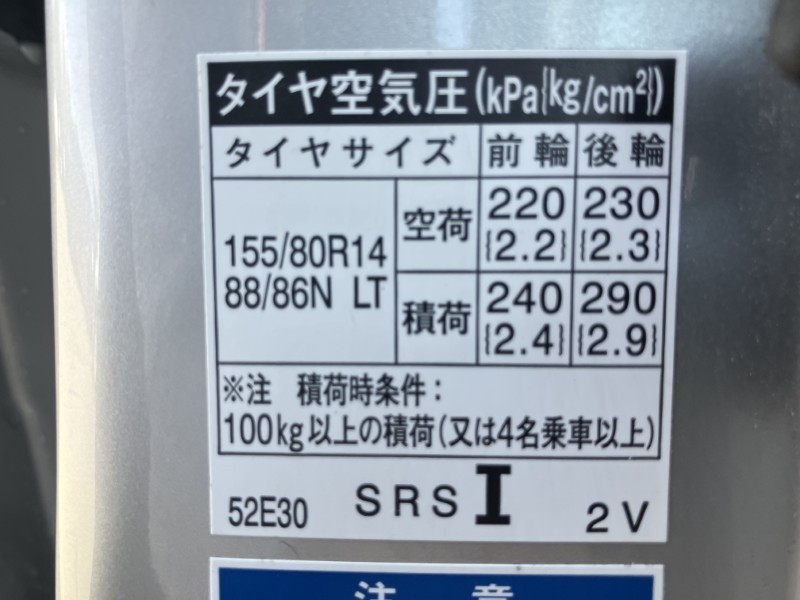 タイヤ空気圧(kPa{kg/cm²})
タイヤサイズ 前輪 後輪
155/80R14 88/86N LT 空荷 220 {2.2} 230 {2.3}
積荷 240 {2.4} 290 {2.9}
※注 積荷時条件：
100kg以上の積荷(又は4名乗車以上)
52E30 SRS I 2V
注意